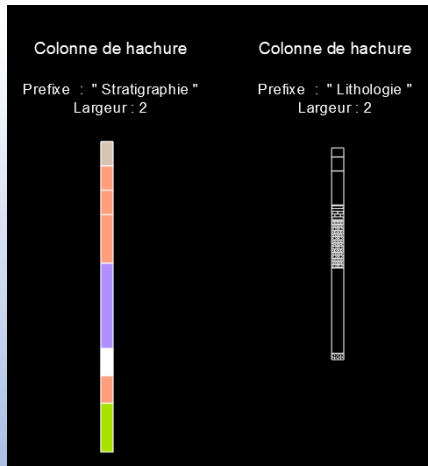 Colonne de hachure
Prefixe : " Stratigraphie "
Largeur : 2
Colonne de hachure
Prefixe : " Lithologie "
Largeur : 2